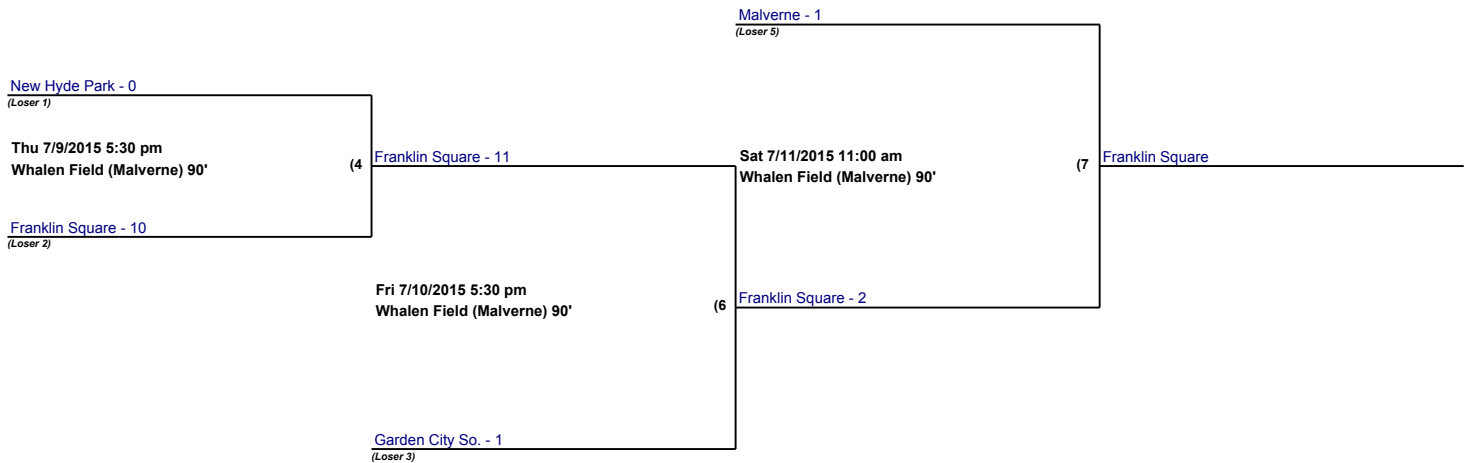 Malverne - 1
(Loser 5)
New Hyde Park - 0
(Loser 1)
Thu 7/9/2015 5:30 pm
Whalen Field (Malverne) 90'
(4
Franklin Square - 11
Sat 7/11/2015 11:00 am
Whalen Field (Malverne) 90'
(7
Franklin Square
Franklin Square - 10
(Loser 2)
Fri 7/10/2015 5:30 pm
Whalen Field (Malverne) 90'
(6
Franklin Square - 2
Garden City So. - 1
(Loser 3)